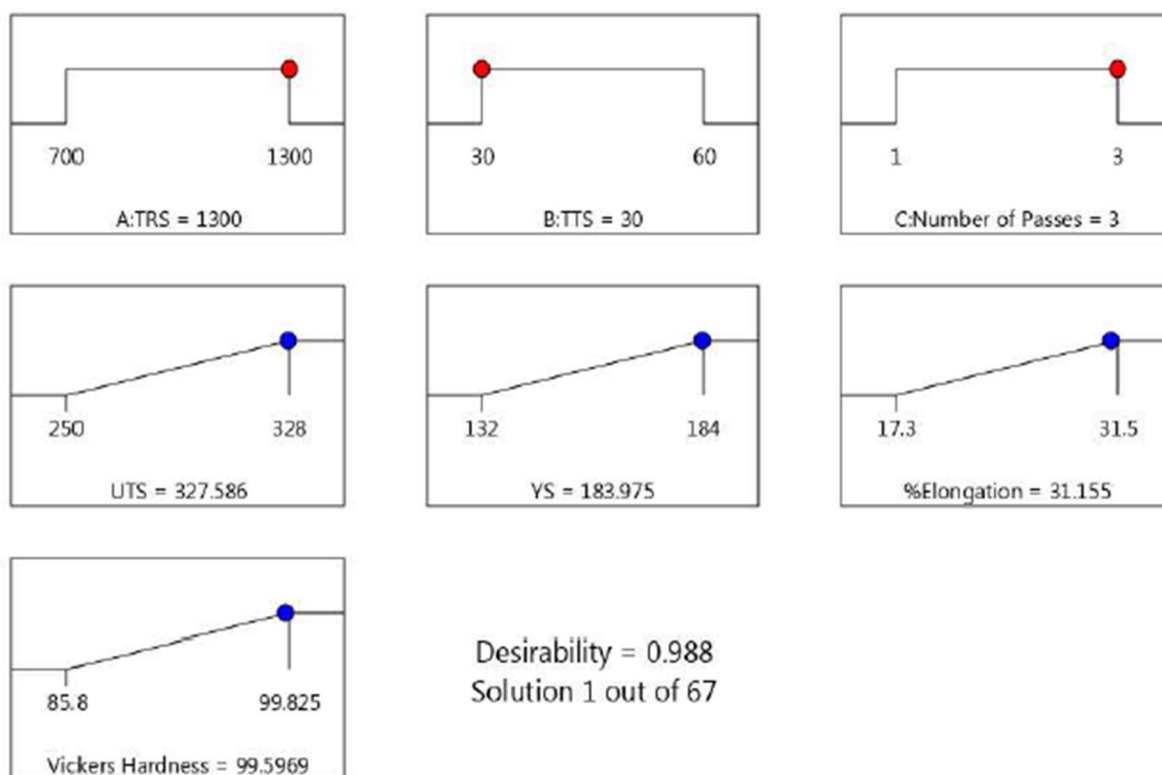 700 1300
A:TRS = 1300
30 60
B:TTS = 30
1 3
C:Number of Passes = 3
250 328
UTS = 327.586
132 184
YS = 183.975
17.3 31.5
%Elongation = 31.155
85.8 99.825
Vickers Hardness = 99.5969
Desirability = 0.988
Solution 1 out of 67